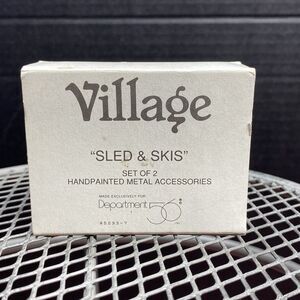 Village
"SLED & SKIS"
SET OF 2
HANDPAINTED METAL ACCESSORIES
MADE EXCLUSIVELY FOR
Department 56